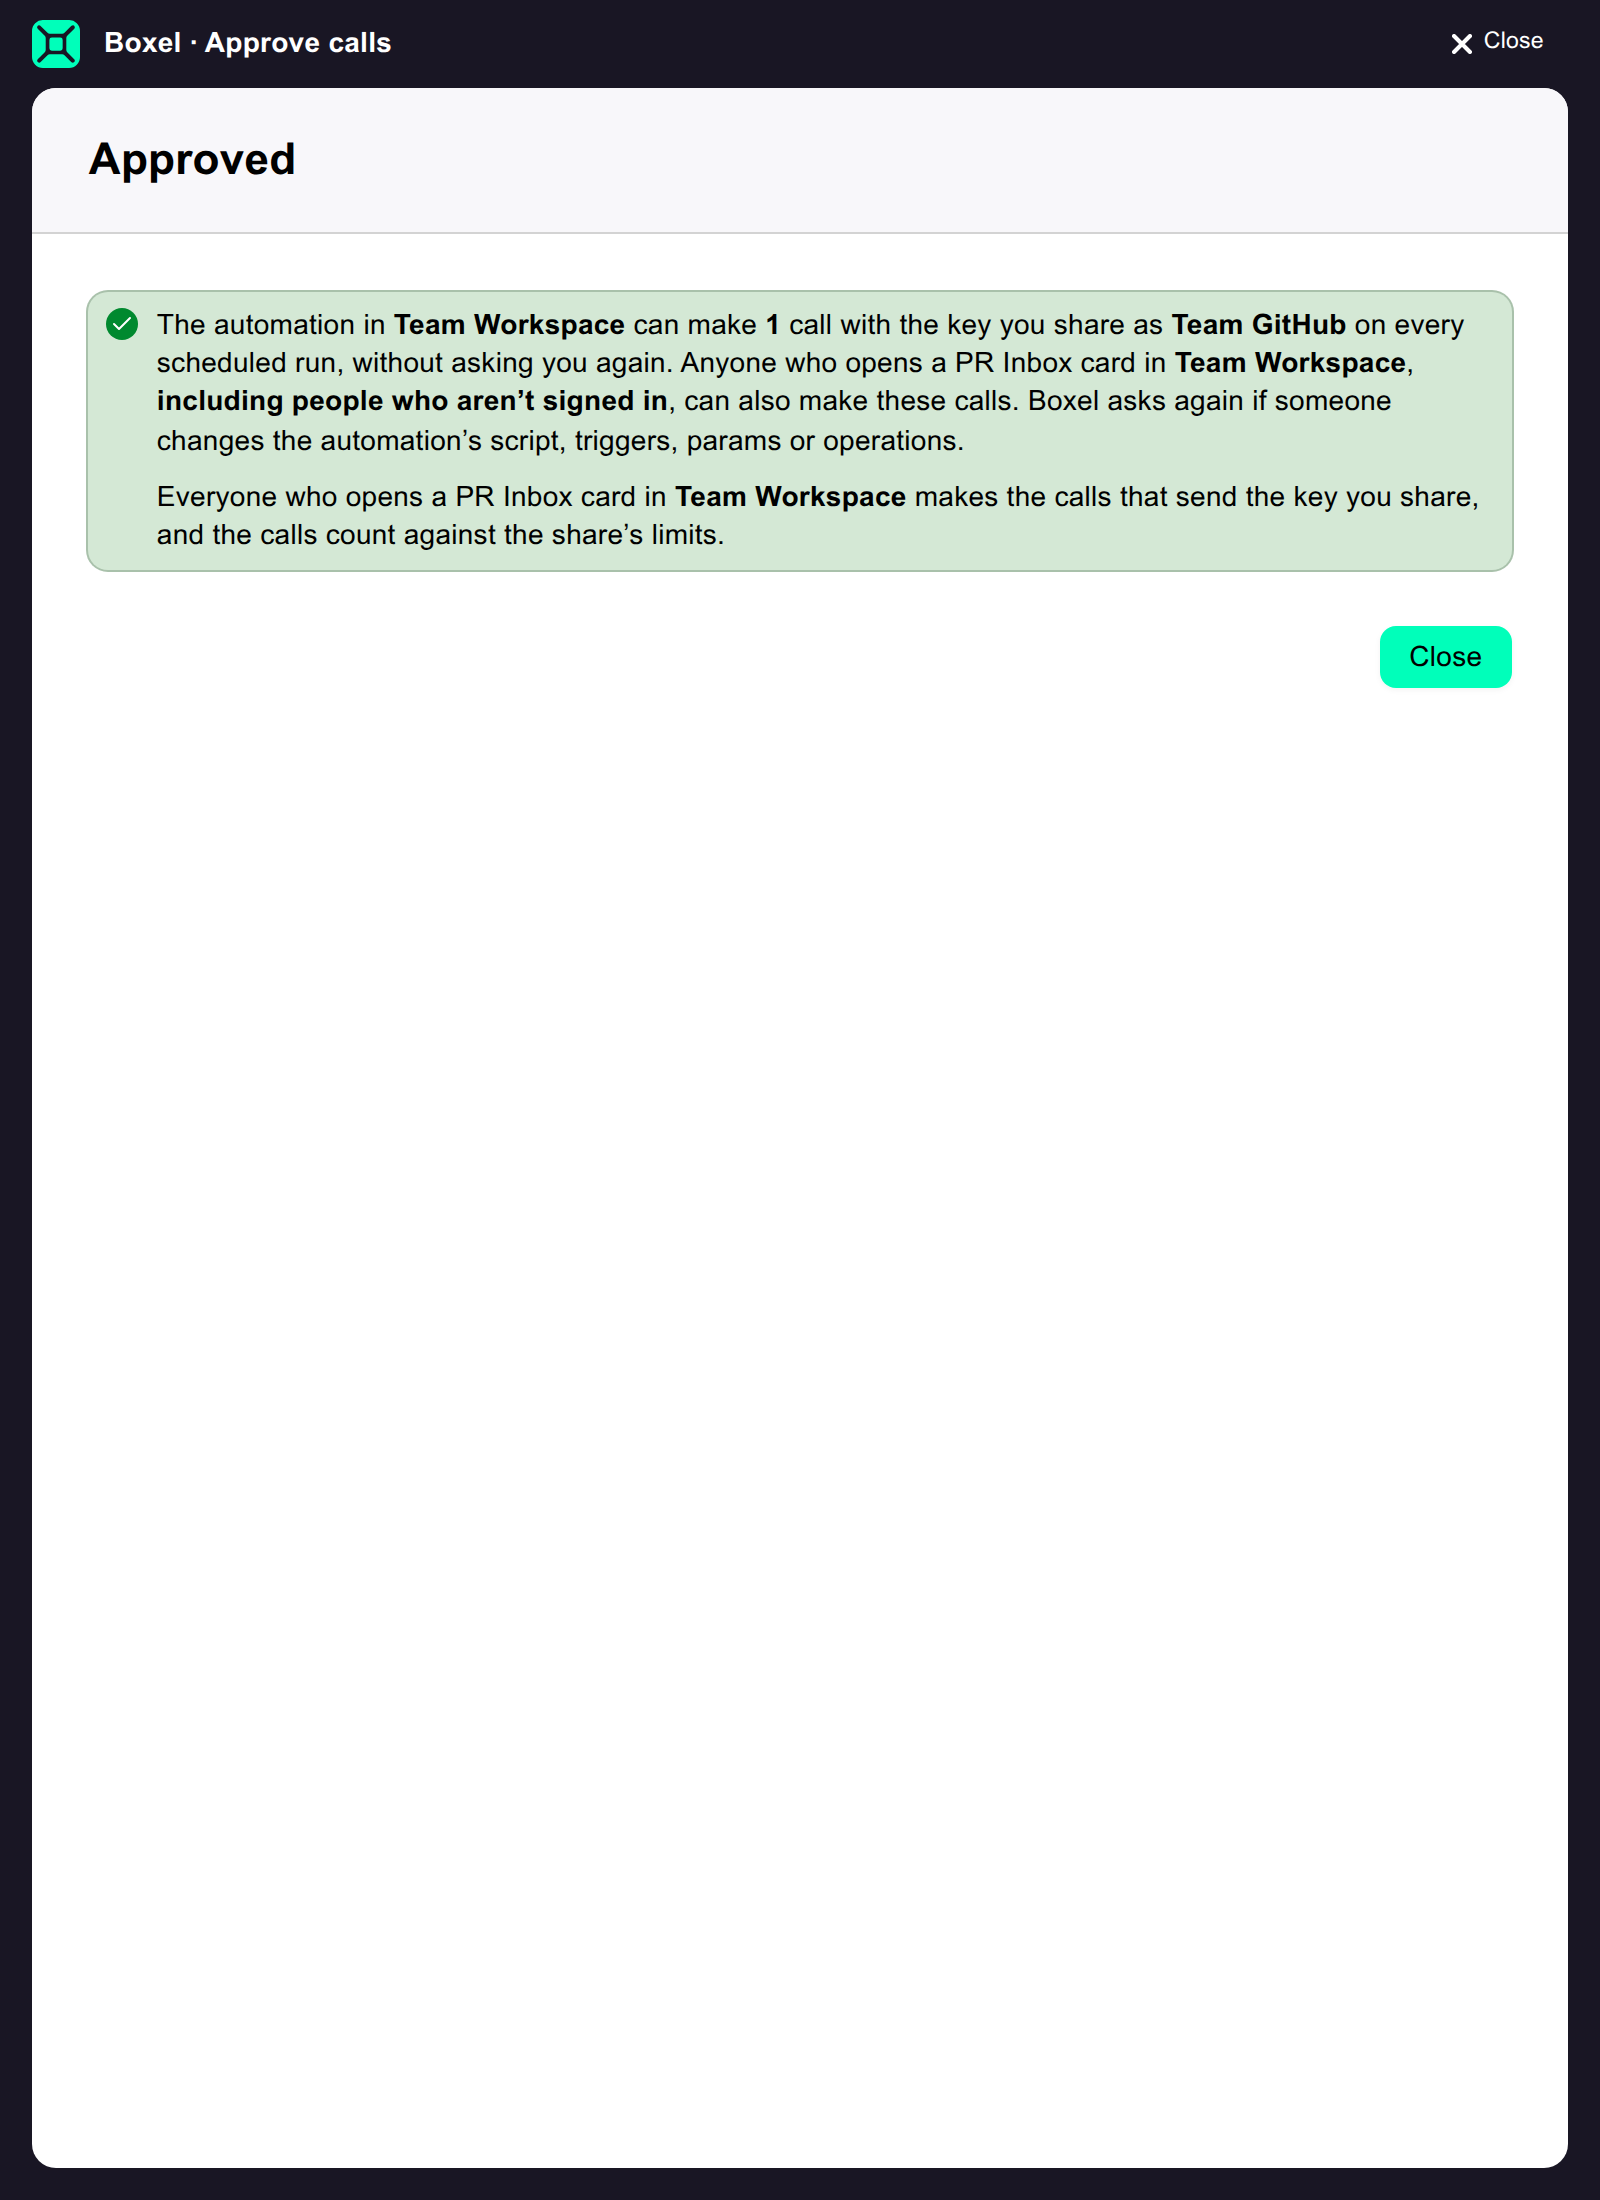 Boxel · Approve calls
Close
Approved
The automation in Team Workspace can make 1 call with the key you share as Team GitHub on every
scheduled run, without asking you again. Anyone who opens a PR Inbox card in Team Workspace,
including people who aren’t signed in, can also make these calls. Boxel asks again if someone
changes the automation’s script, triggers, params or operations.
Everyone who opens a PR Inbox card in Team Workspace makes the calls that send the key you share,
and the calls count against the share’s limits.
Close